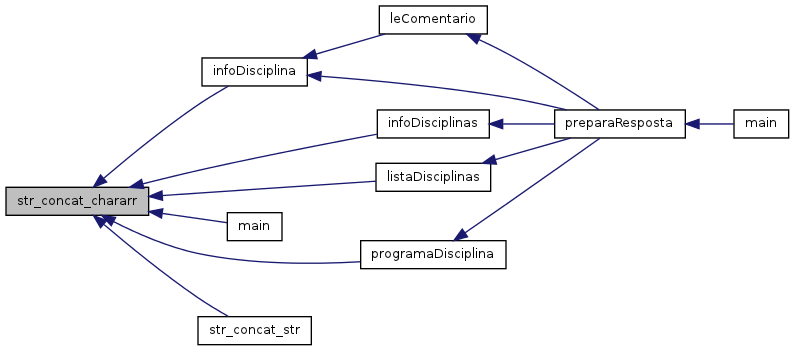 leComentario
infoDisciplina
infoDisciplinas
preparaResposta
main
listaDisciplinas
str_concat_chararr
main
programaDisciplina
str_concat_str